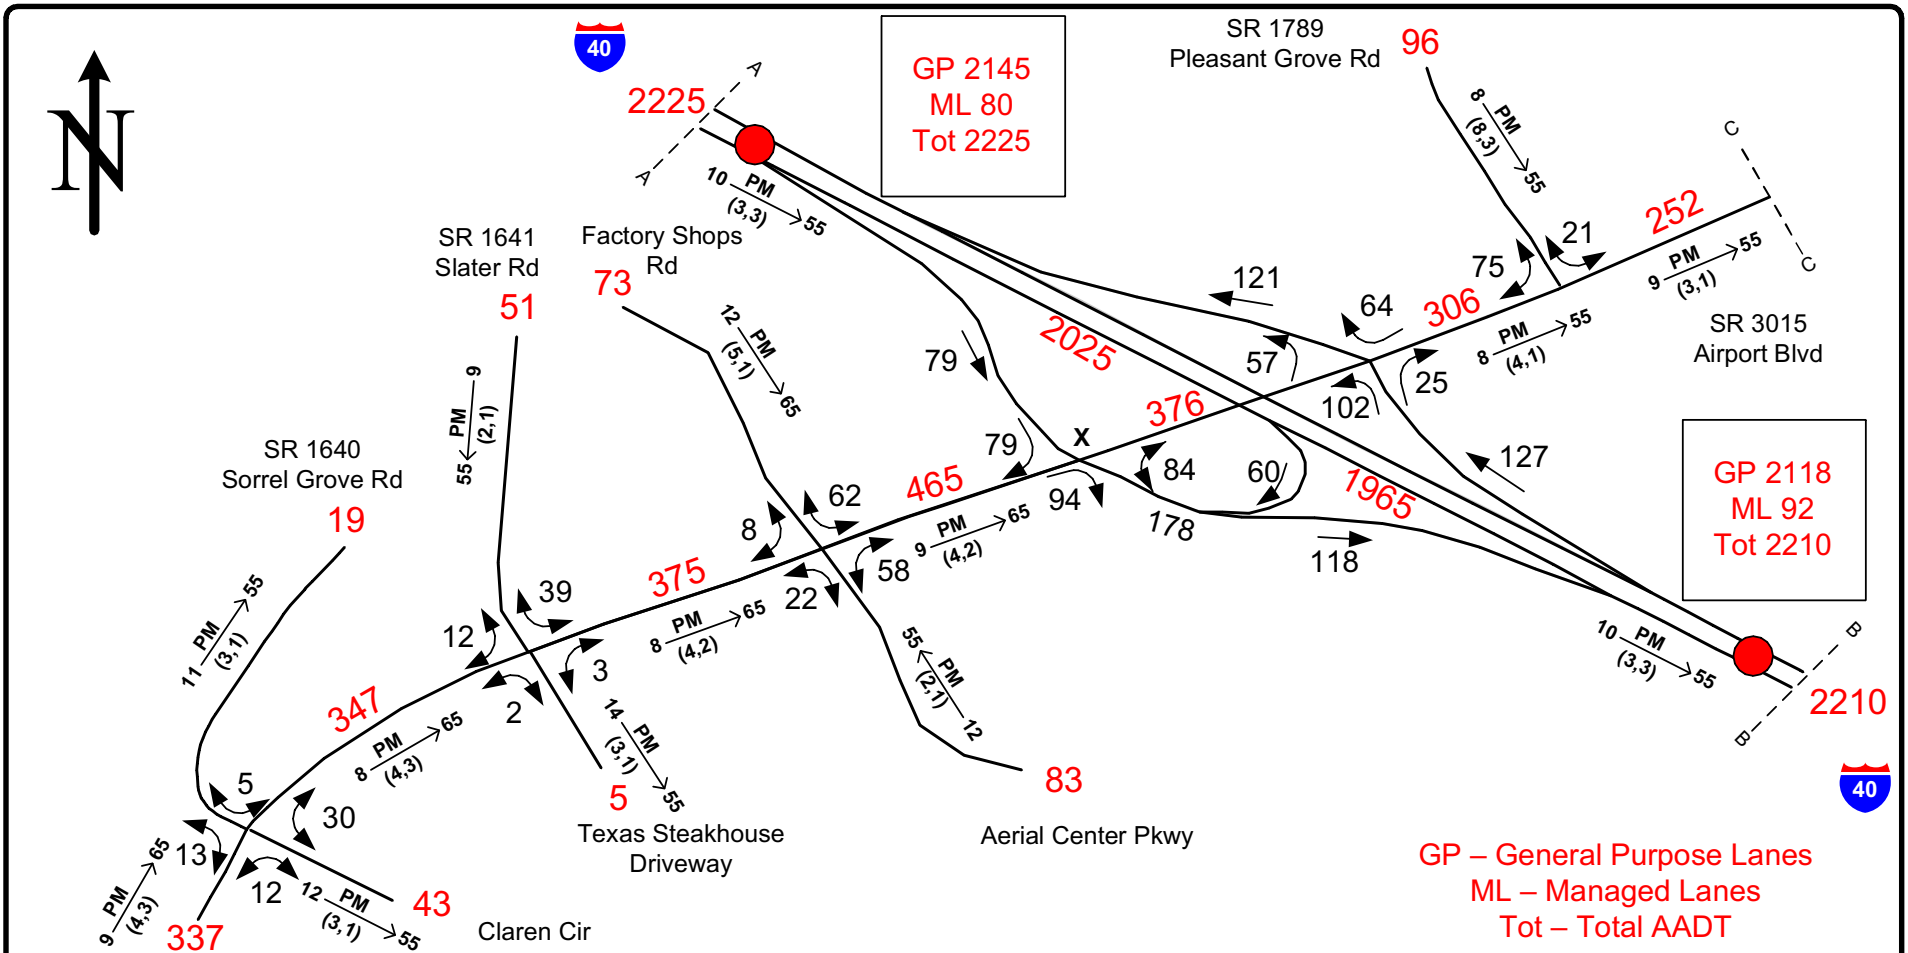 N
40
2225
A
A
GP 2145
ML 80
Tot 2225
SR 1789
Pleasant Grove Rd
96
8 PM 55
(8,3)
C
C
10 PM 55
(3,3)
Factory Shops
Rd
73
SR 1641
Slater Rd
51
121
75
21
252
9 PM 55
(3,1)
306
64
8 PM 55
(4,1)
SR 3015
Airport Blvd
12 PM 65
(5,1)
79
2025
57
102
25
9 PM 55
(2,1)
376
79
X
84
60
1965
127
GP 2118
ML 92
Tot 2210
SR 1640
Sorrel Grove Rd
19
465
94
178
118
9 PM 65
(4,2)
62
8
58
22
375
8 PM 65
(4,2)
39
12
3
2
11 PM 55
(3,1)
10 PM 55
(3,3)
B
B
2210
12 PM 55
(2,1)
83
Aerial Center Pkwy
14 PM 55
(3,1)
5
Texas Steakhouse
Driveway
347
8 PM 65
(4,3)
5
30
13
12
9 PM 65
(4,3)
337
12 PM 55
(3,1)
43
Claren Cir
40
GP – General Purpose Lanes
ML – Managed Lanes
Tot – Total AADT